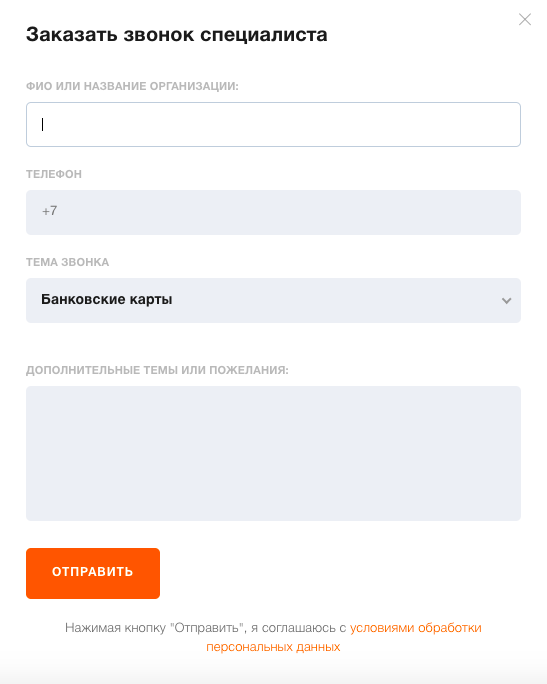 Заказать звонок специалиста
ФИО ИЛИ НАЗВАНИЕ ОРГАНИЗАЦИИ:
ТЕЛЕФОН
+7
ТЕМА ЗВОНКА
Банковские карты
ДОПОЛНИТЕЛЬНЫЕ ТЕМЫ ИЛИ ПОЖЕЛАНИЯ:
ОТПРАВИТЬ
Нажимая кнопку "Отправить", я соглашаюсь с условиями обработки
персональных данных